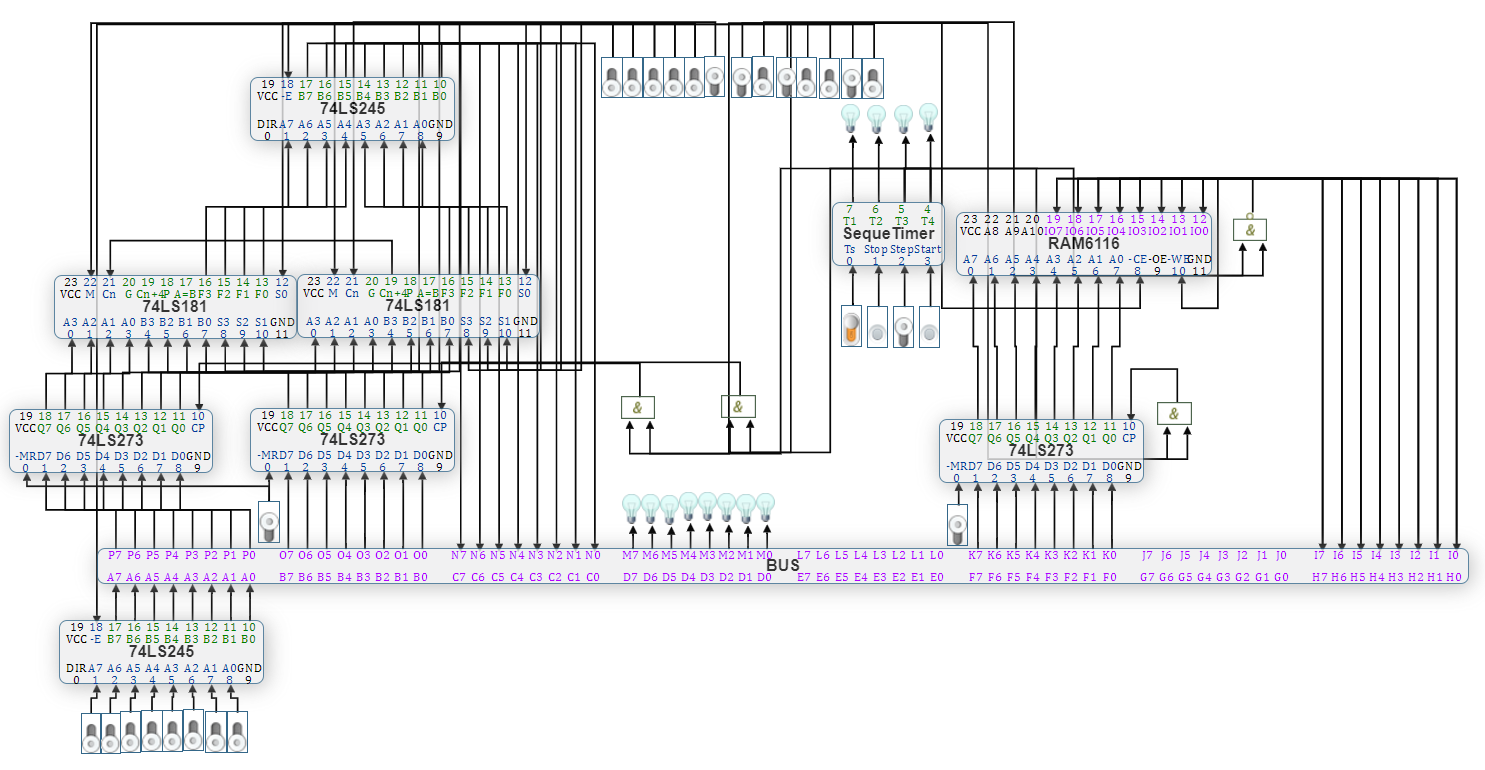 19 18 17 16 15 14 13 12 11 10
VCC -E B7 B6 B5 B4 B3 B2 B1 B0
74LS245
DIR A7 A6 A5 A4 A3 A2 A1 A0 GND
0 1 2 3 4 5 6 7 8 9
7 6 5 4
T1 T2 T3 T4
SequeTimer
Ts Stop Step Start
0 1 2 3
23 22 21 20 19 18 17 16 15 14 13 12
VCC A8 A9 A10 IO7 IO6 IO5 IO4 IO3 IO2 IO1 IO0
RAM6116
A7 A6 A5 A4 A3 A2 A1 A0 -CE -OE -WE GND
0 1 2 3 4 5 6 7 8 9 10 11
&
23 22 21 20 19 18 17 16 15 14 13 12
VCC M Cn G Cn+4 P A=B F3 F2 F1 F0 S0
74LS181
A3 A2 A1 A0 B3 B2 B1 B0 S3 S2 S1 GND
0 1 2 3 4 5 6 7 8 9 10 11
23 22 21 20 19 18 17 16 15 14 13 12
VCC M Cn G Cn+4 P A=B F3 F2 F1 F0 S0
74LS181
A3 A2 A1 A0 B3 B2 B1 B0 S3 S2 S1 GND
0 1 2 3 4 5 6 7 8 9 10 11
19 18 17 16 15 14 13 12 11 10
VCC Q7 Q6 Q5 Q4 Q3 Q2 Q1 Q0 CP
74LS273
-MR D7 D6 D5 D4 D3 D2 D1 D0 GND
0 1 2 3 4 5 6 7 8 9
19 18 17 16 15 14 13 12 11 10
VCC Q7 Q6 Q5 Q4 Q3 Q2 Q1 Q0 CP
74LS273
-MR D7 D6 D5 D4 D3 D2 D1 D0 GND
0 1 2 3 4 5 6 7 8 9
&
&
19 18 17 16 15 14 13 12 11 10
VCC Q7 Q6 Q5 Q4 Q3 Q2 Q1 Q0 CP
74LS273
-MR D7 D6 D5 D4 D3 D2 D1 D0 GND
0 1 2 3 4 5 6 7 8 9
&
P7 P6 P5 P4 P3 P2 P1 P0 O7 O6 O5 O4 O3 O2 O1 O0 N7 N6 N5 N4 N3 N2 N1 N0 M7 M6 M5 M4 M3 M2 M1 M0 L7 L6 L5 L4 L3 L2 L1 L0 K7 K6 K5 K4 K3 K2 K1 K0 J7 J6 J5 J4 J3 J2 J1 J0 I7 I6 I5 I4 I3 I2 I1 I0
BUS
A7 A6 A5 A4 A3 A2 A1 A0 B7 B6 B5 B4 B3 B2 B1 B0 C7 C6 C5 C4 C3 C2 C1 C0 D7 D6 D5 D4 D3 D2 D1 D0 E7 E6 E5 E4 E3 E2 E1 E0 F7 F6 F5 F4 F3 F2 F1 F0 G7 G6 G5 G4 G3 G2 G1 G0 H7 H6 H5 H4 H3 H2 H1 H0
19 18 17 16 15 14 13 12 11 10
VCC -E B7 B6 B5 B4 B3 B2 B1 B0
74LS245
DIR A7 A6 A5 A4 A3 A2 A1 A0 GND
0 1 2 3 4 5 6 7 8 9